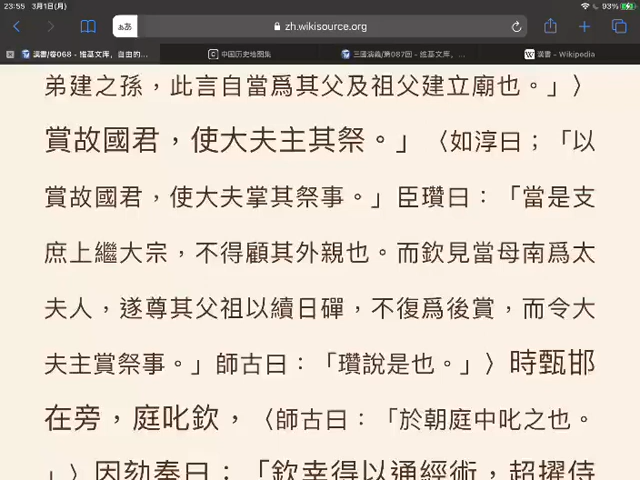 23:55 3月1日(月) 93%
ぁあ zh.wikisource.org
漢書/卷068 - 维基文库，自由的... 中国历史地图集 三國演義/第087回 - 维基文库，... 漢書 - Wikipedia
弟建之孫，此言自當爲其父及祖父建立廟也。」〉
賞故國君，使大夫主其祭。」〈如淳曰；「以
賞故國君，使大夫掌其祭事。」臣瓚曰：「當是支
庶上繼大宗，不得顧其外親也。而欽見當母南爲太
夫人，遂尊其父祖以續日磾，不復爲後賞，而令大
夫主賞祭事。」師古曰：「瓚說是也。」〉時甄邯
在旁，庭叱欽，〈師古曰：「於朝庭中叱之也。
」〉因劾奏曰：「欽幸得以通經術，超擢侍